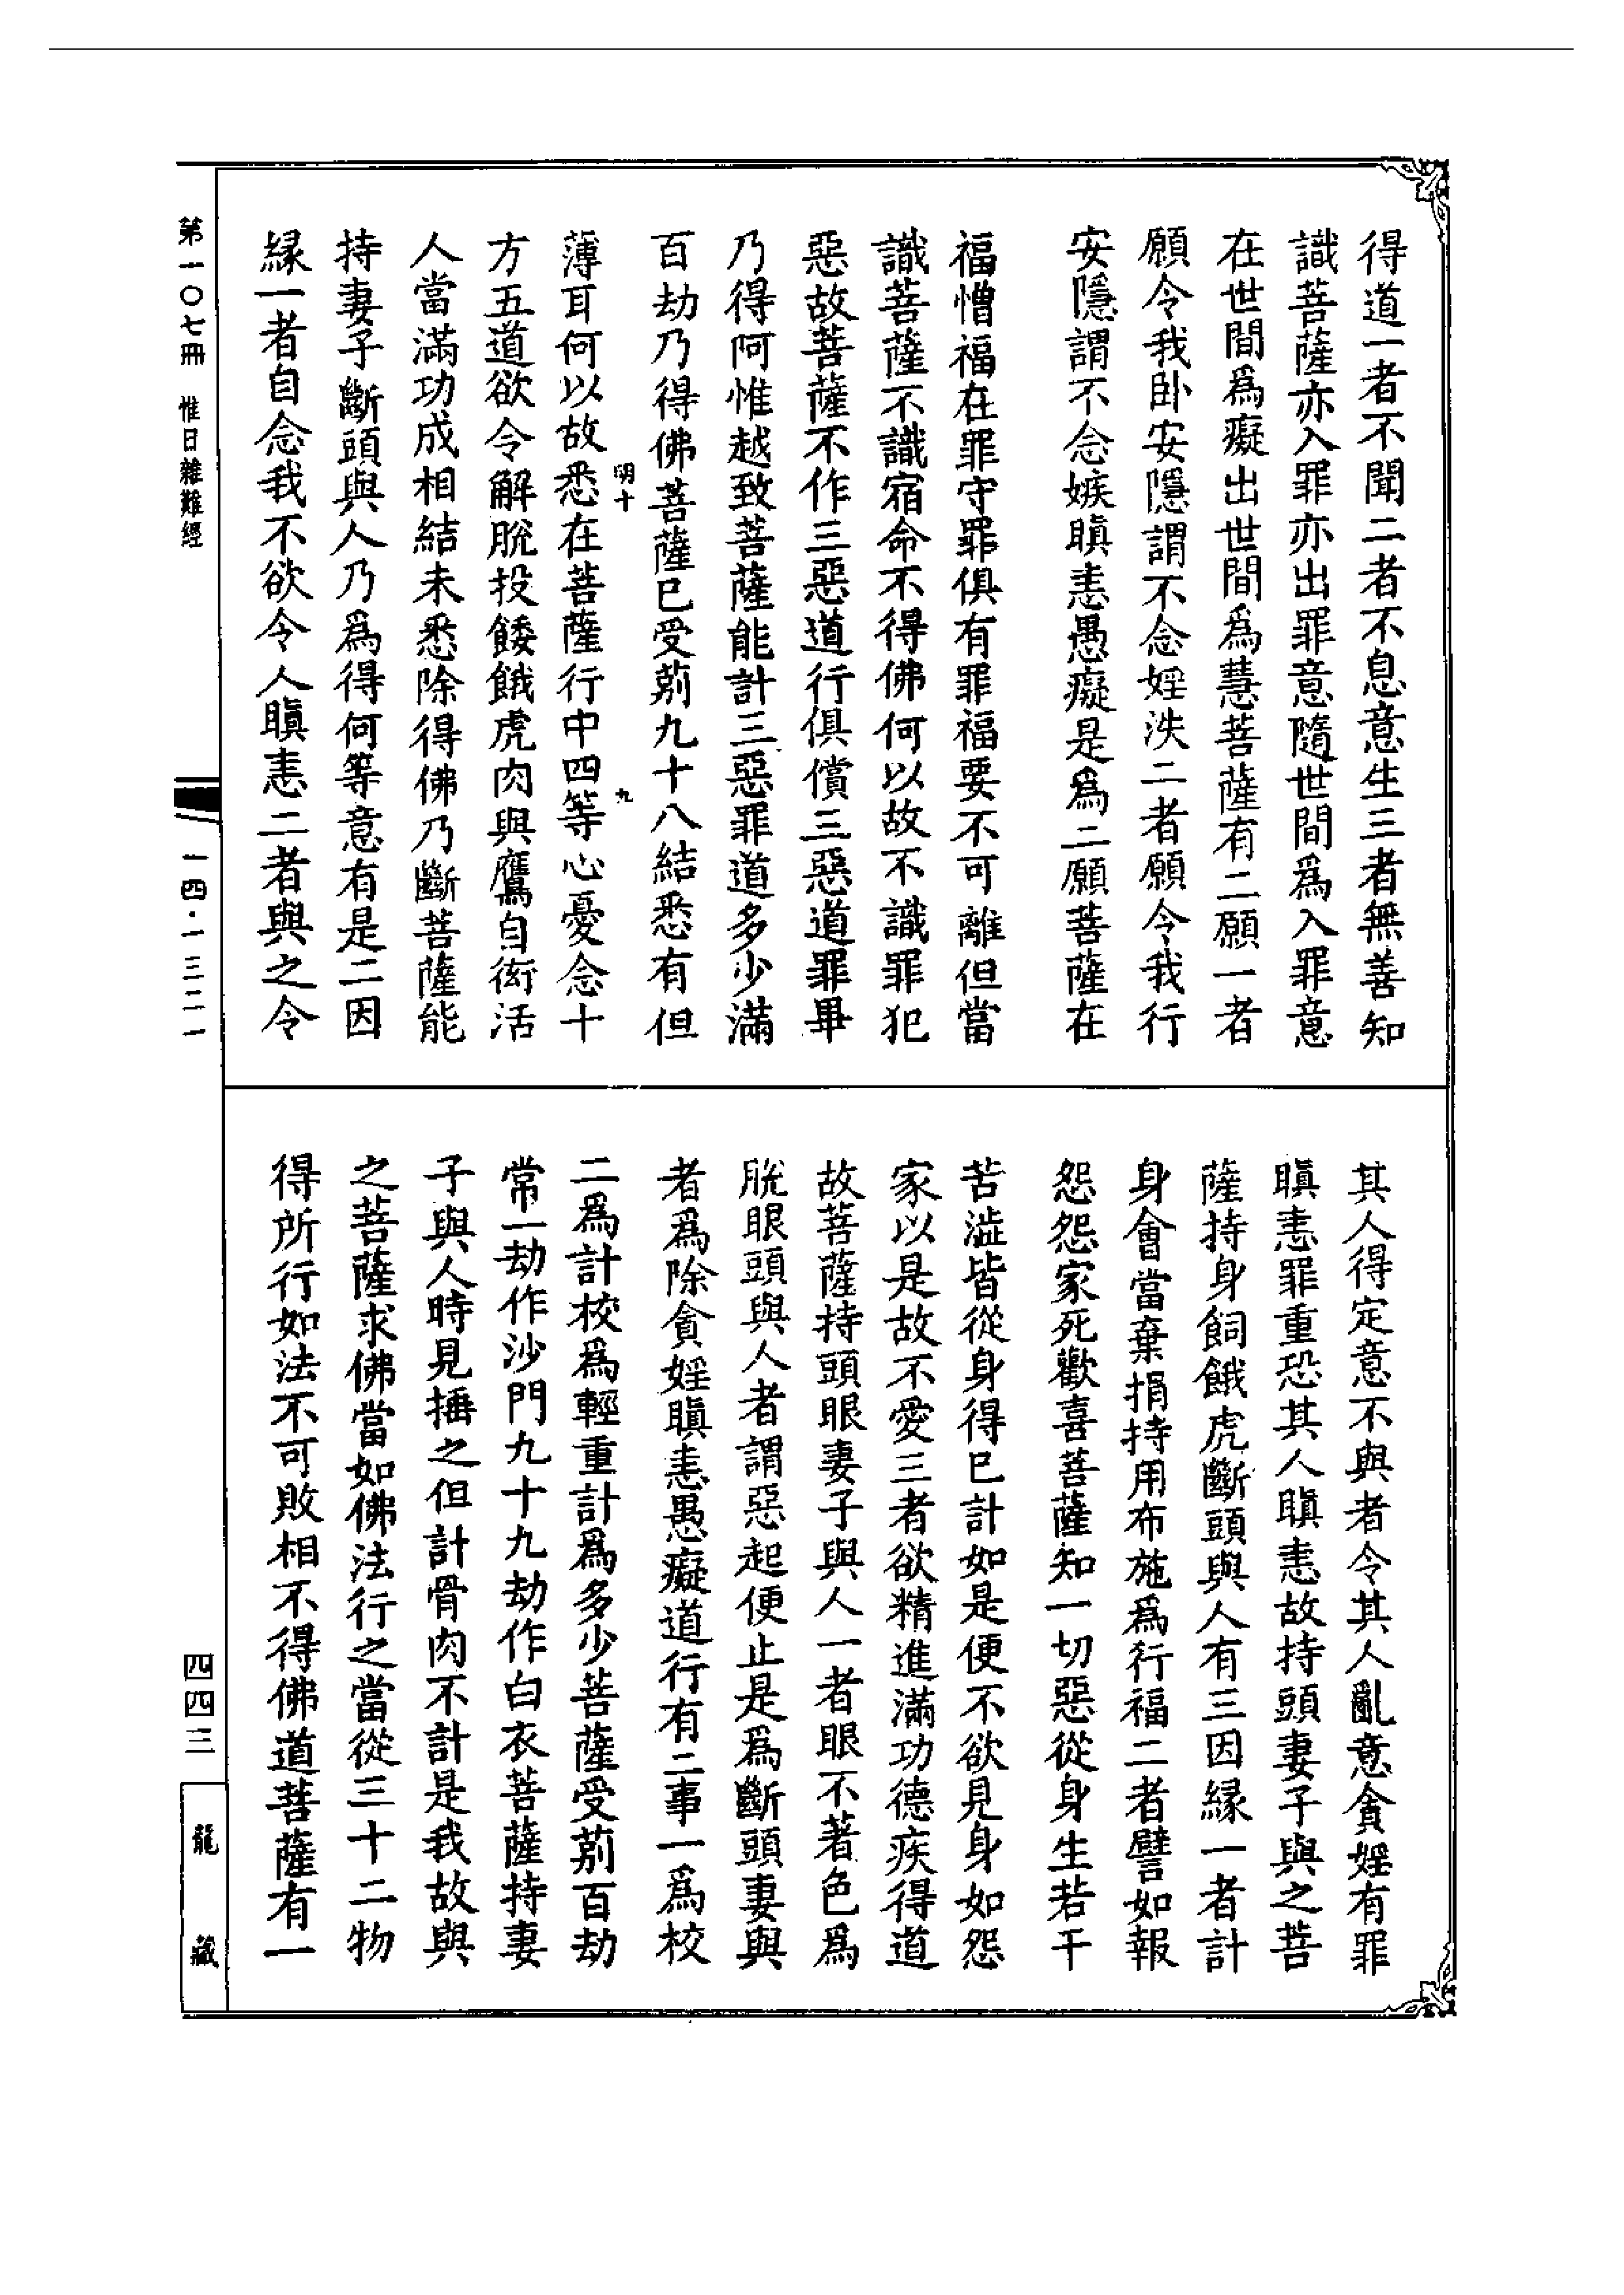 得道一者不聞二者不息意生三者無善知
識菩薩亦入罪亦出罪意隨世間爲入罪意
在世間爲癡出世間爲慧菩薩有二願一者
願令我卧安隱謂不念婬泆二者願令我行
安隱謂不念嫉瞋恚愚癡是爲二願菩薩在
福憎福在罪守罪俱有罪福要不可離但當
識菩薩不識宿命不得佛何以故不識罪犯
惡故菩薩不作三惡道行俱償三惡道罪畢
乃得阿惟越致菩薩能計三惡罪道多少滿
百劫乃得佛菩薩已受莂九十八結悉有但
明十
九
薄耳何以故悉在菩薩行中四等心憂念十
方五道欲令解脫投餧餓虎肉與鷹自衒活
人當滿功成相結未悉除得佛乃斷菩薩能
持妻子斷頭與人乃爲得何等意有是二因
緣一者自念我不欲令人瞋恚二者與之令
其人得定意不與者令其人亂意貪婬有罪
瞋恚罪重恐其人瞋恚故持頭妻子與之菩
薩持身飼餓虎斷頭與人有三因緣一者計
身會當棄捐持用布施爲行福二者譬如報
怨怨家死歡喜菩薩知一切惡從身生若干
苦溢皆從身得已計如是便不欲見身如怨
家以是故不愛三者欲精進滿功德疾得道
故菩薩持頭眼妻子與人一者眼不著色爲
脫眼頭與人者謂惡起便止是爲斷頭妻與
者爲除貪婬瞋恚愚癡道行有二事一爲校
二爲計校爲輕重計爲多少菩薩受莂百劫
常一劫作沙門九十九劫作白衣菩薩持妻
子與人時見捶之但計骨肉不計是我故與
之菩薩求佛當如佛法行之當從三十二物
得所行如法不可敗相不得佛道菩薩有一
第一〇七冊　惟日雜難經
一四·一三二一
四四三
龍藏